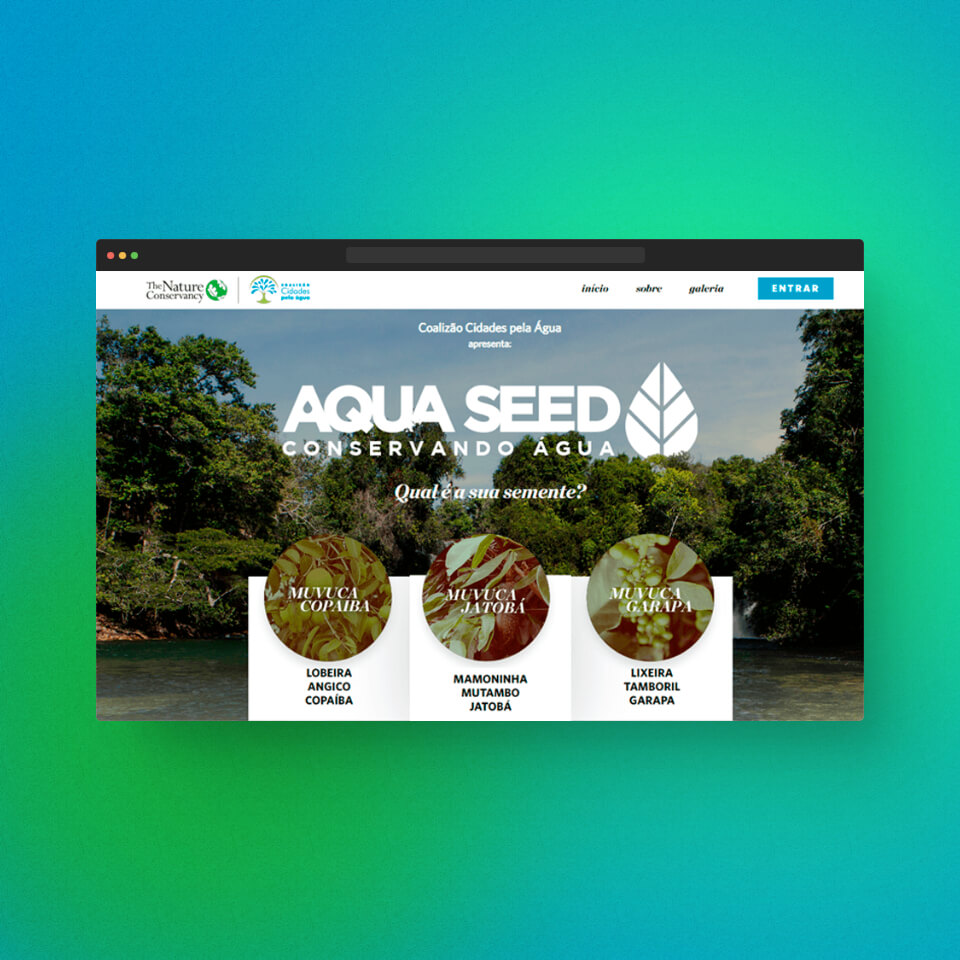 The Nature
Conservancy
COALIZÃO
Cidades
pela água
início
sobre
galeria
ENTRAR
Coalizão Cidades pela Água
apresenta:
AQUA SEED
CONSERVANDO ÁGUA
Qual é a sua semente?
MUVUCA
COPAÍBA
LOBEIRA
ANGICO
COPAÍBA
MUVUCA
JATOBÁ
MAMONINHA
MUTAMBO
JATOBÁ
MUVUCA
GARAPA
LIXEIRA
TAMBORIL
GARAPA